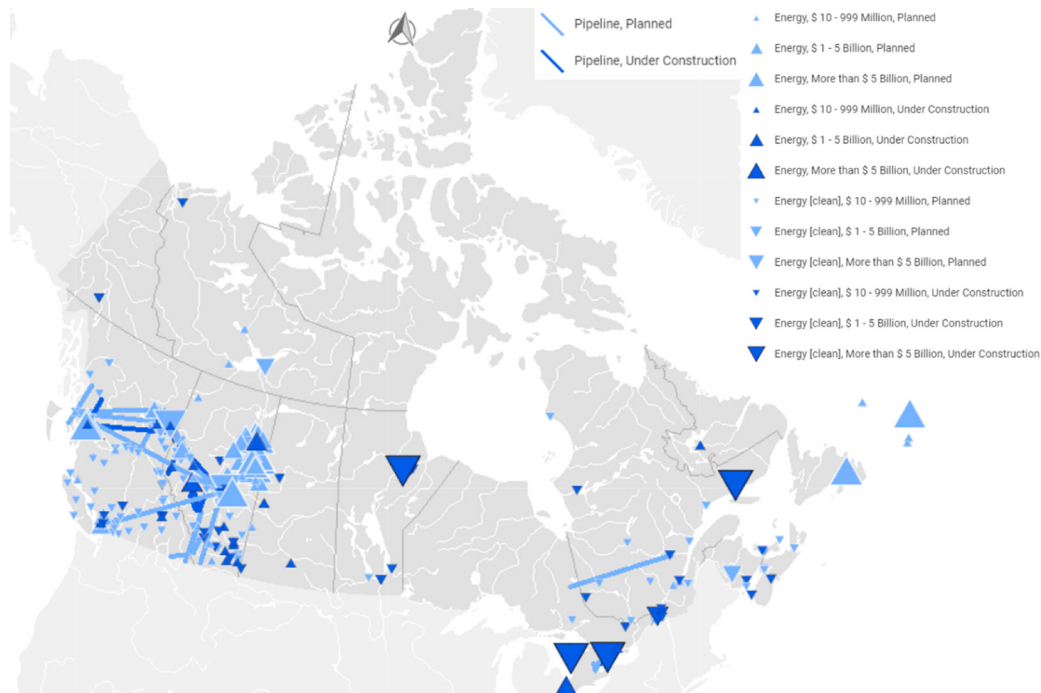 Pipeline, Planned
Pipeline, Under Construction
Energy, $ 10 - 999 Million, Planned
Energy, $ 1 - 5 Billion, Planned
Energy, More than $ 5 Billion, Planned
Energy, $ 10 - 999 Million, Under Construction
Energy, $ 1 - 5 Billion, Under Construction
Energy, More than $ 5 Billion, Under Construction
Energy [clean], $ 10 - 999 Million, Planned
Energy [clean], $ 1 - 5 Billion, Planned
Energy [clean], More than $ 5 Billion, Planned
Energy [clean], $ 10 - 999 Million, Under Construction
Energy [clean], $ 1 - 5 Billion, Under Construction
Energy [clean], More than $ 5 Billion, Under Construction